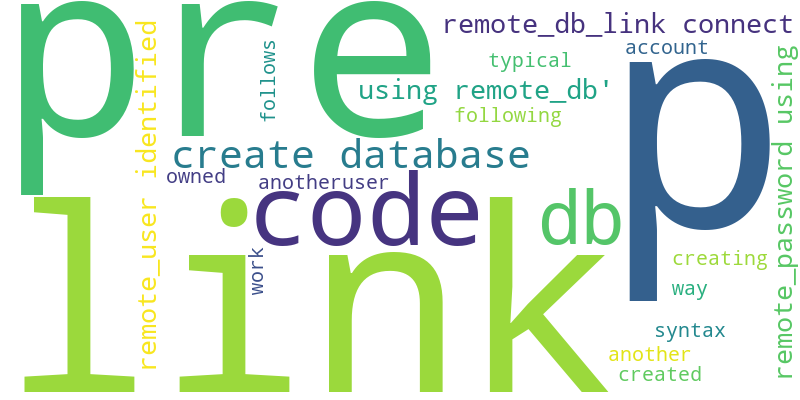 pre
remote_db_link connect
account
typical
using remote_db'
following
follows
remote_user identified
create database
owned
anotheruser
code
p
db
link
work
creating
way
syntax
another
created
remote_password using